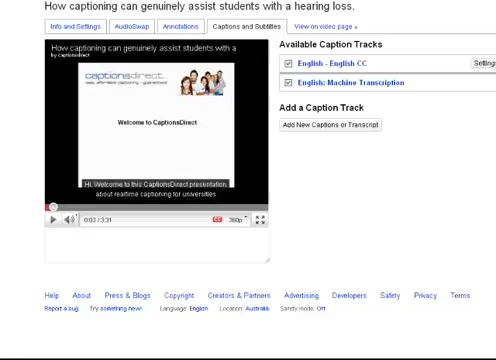 How captioning can genuinely assist students with a hearing loss.
Info and Settings AudioSwap Annotations Captions and Subtitles View on video page »
How captioning can genuinely assist students with a
by captionsdirect
captionsdirect
Welcome to CaptionsDirect
Hi. Welcome to this CaptionsDirect presentation
about realtime captioning for universities
0:03 / 3:31 CC 360p
Available Caption Tracks
English - English CC Settings
English: Machine Transcription
Add a Caption Track
Add New Captions or Transcript
Help About Press & Blogs Copyright Creators & Partners Advertising Developers Safety Privacy Terms
Report a bug Try something new! Language: English Location: Australia Safety mode: Off